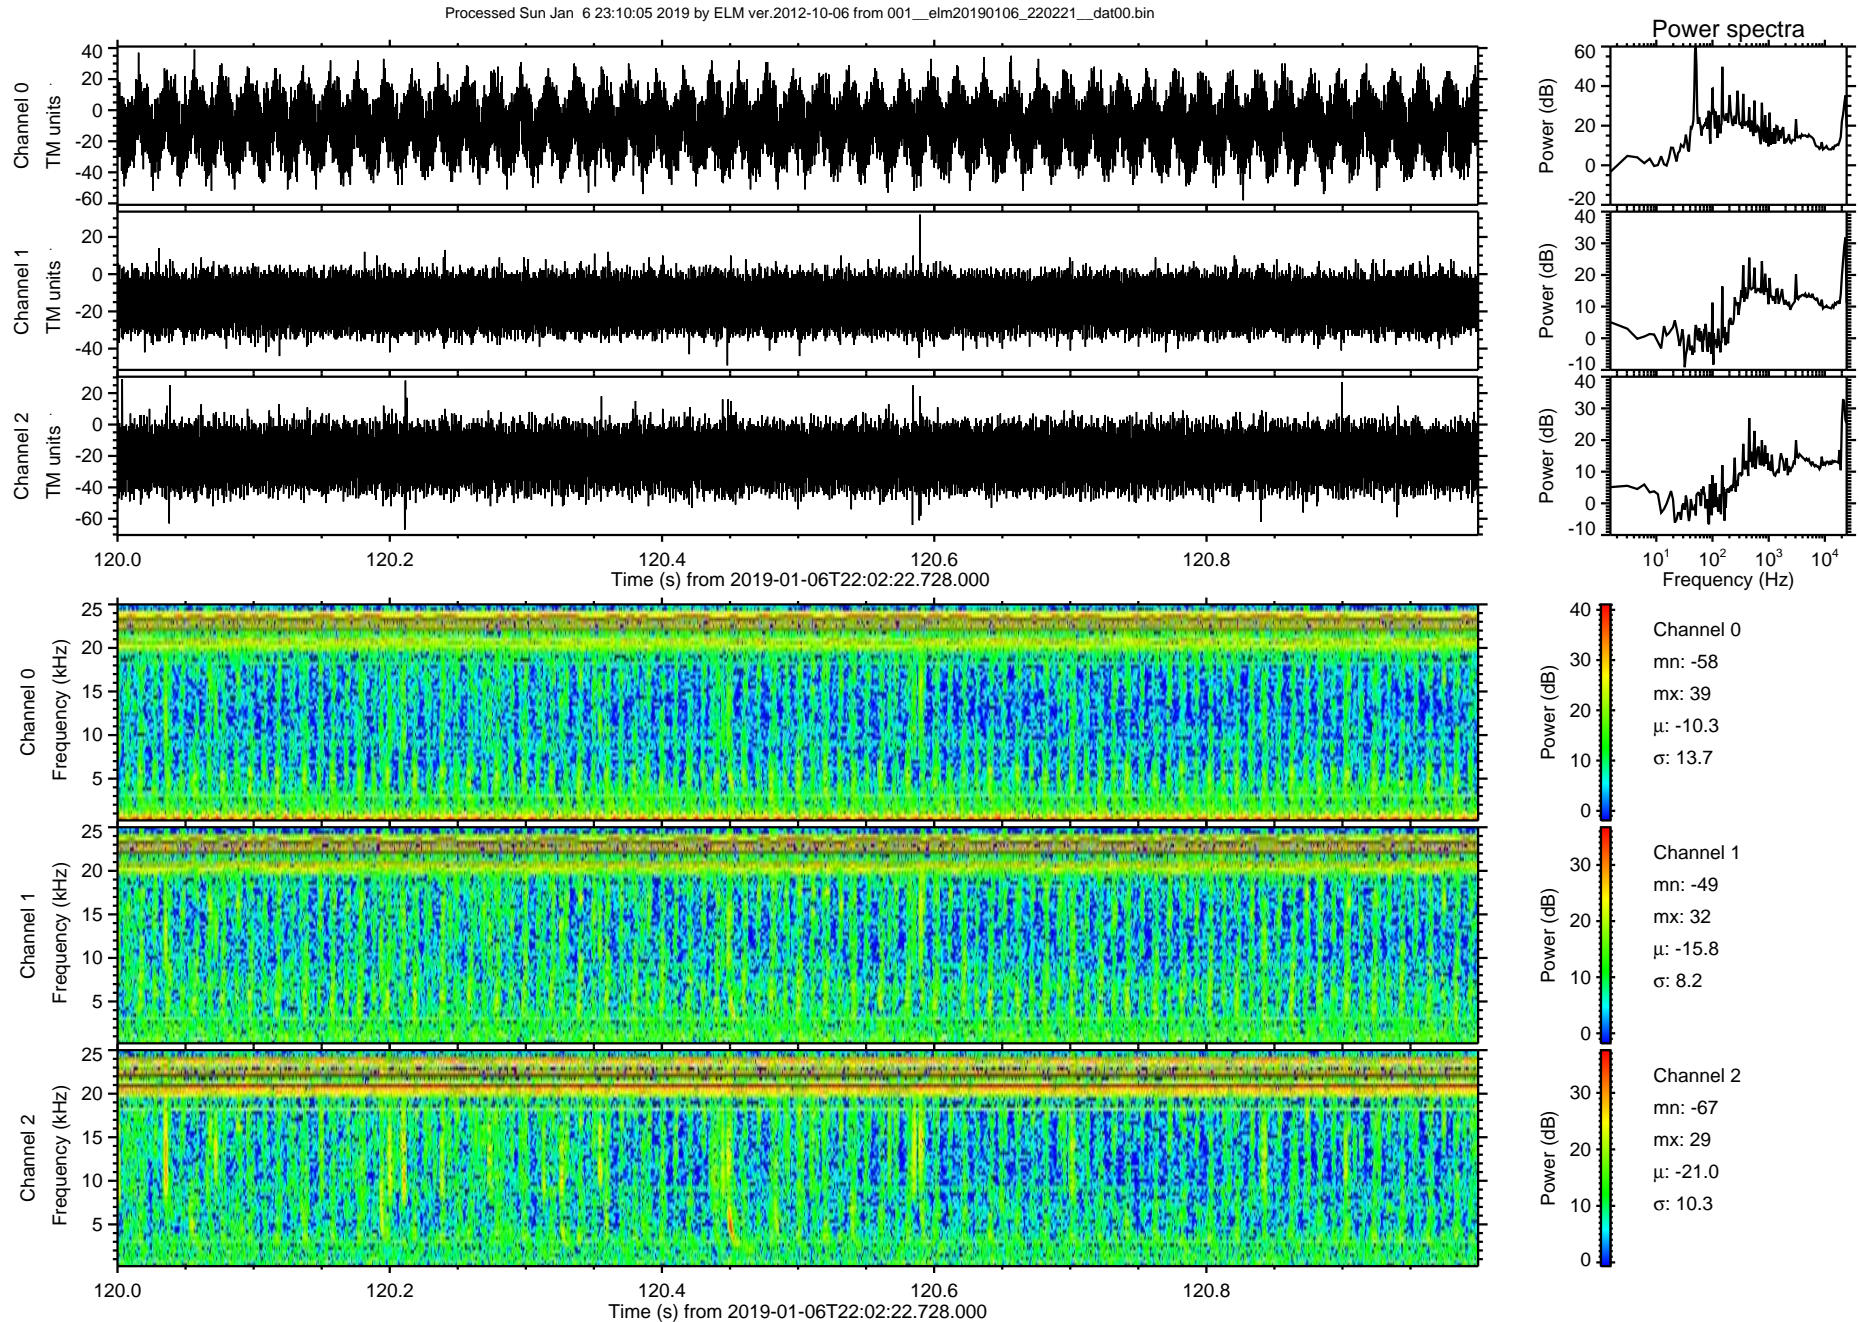 Processed Sun Jan  6 23:10:05 2019 by ELM ver.2012-10-06 from 001__elm20190106_220221__dat00.bin
Power spectra
Channel 0
TM units
40
20
0
-20
-40
-60
Power (dB)
60
40
20
0
-20
Channel 1
TM units
20
0
-20
-40
Power (dB)
40
30
20
10
0
-10
Channel 2
TM units
20
0
-20
-40
-60
Power (dB)
40
30
20
10
0
-10
120.0 120.2 120.4 120.6 120.8
Time (s) from 2019-01-06T22:02:22.728.000
10¹ 10² 10³ 10⁴
Frequency (Hz)
Channel 0
Frequency (kHz)
25
20
15
10
5
Power (dB)
40
30
20
10
0
Channel 0
mn: -58
mx: 39
μ: -10.3
σ: 13.7
Channel 1
Frequency (kHz)
25
20
15
10
5
Power (dB)
30
20
10
0
Channel 1
mn: -49
mx: 32
μ: -15.8
σ: 8.2
Channel 2
Frequency (kHz)
25
20
15
10
5
Power (dB)
30
20
10
0
Channel 2
mn: -67
mx: 29
μ: -21.0
σ: 10.3
120.0 120.2 120.4 120.6 120.8
Time (s) from 2019-01-06T22:02:22.728.000